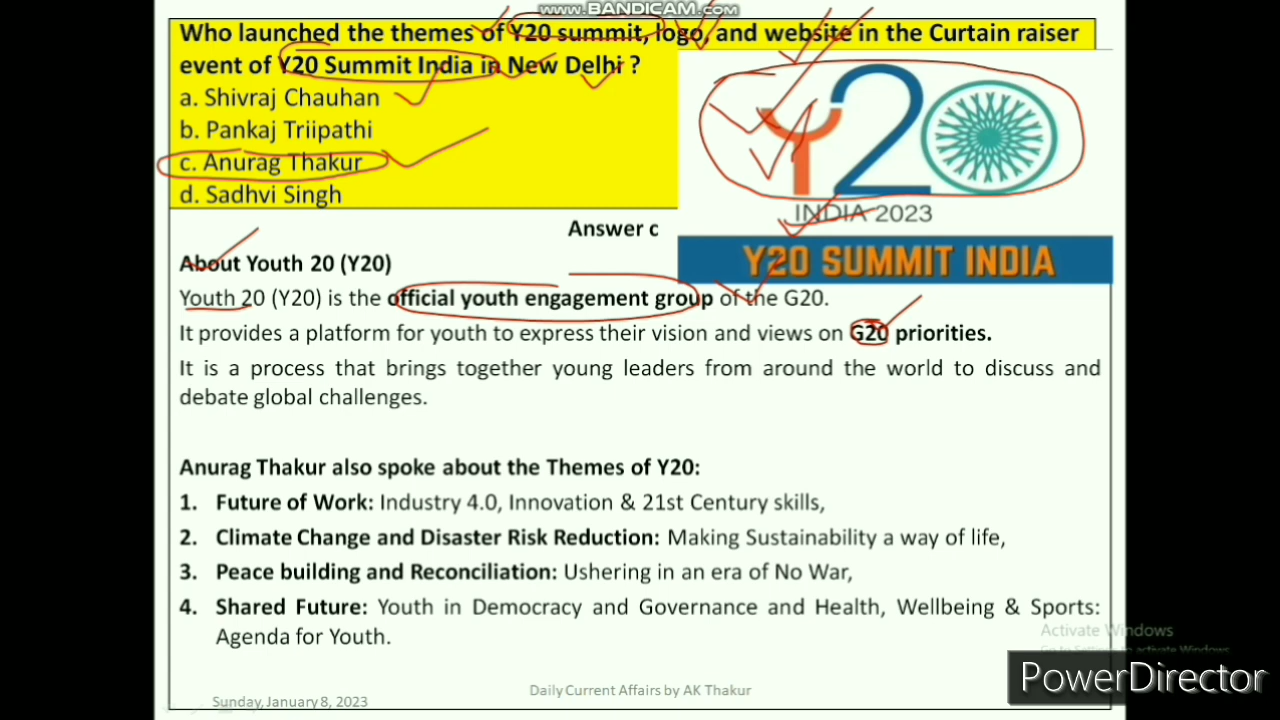 www.BANDICAM.com
Who launched the themes of Y20 summit, logo, and website in the Curtain raiser
event of Y20 Summit India in New Delhi ?
a. Shivraj Chauhan
b. Pankaj Triipathi
c. Anurag Thakur
d. Sadhvi Singh
Y20
INDIA 2023
Y20 SUMMIT INDIA
Answer c
About Youth 20 (Y20)
Youth 20 (Y20) is the official youth engagement group of the G20.
It provides a platform for youth to express their vision and views on G20 priorities.
It is a process that brings together young leaders from around the world to discuss and
debate global challenges.
Anurag Thakur also spoke about the Themes of Y20:
1. Future of Work: Industry 4.0, Innovation & 21st Century skills,
2. Climate Change and Disaster Risk Reduction: Making Sustainability a way of life,
3. Peace building and Reconciliation: Ushering in an era of No War,
4. Shared Future: Youth in Democracy and Governance and Health, Wellbeing & Sports:
Agenda for Youth.
Activate Windows
PowerDirector
Daily Current Affairs by AK Thakur
Sunday, January 8, 2023